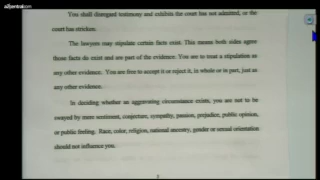 azcentral.com
You shall disregard testimony and exhibits the court has not admitted, or the
court has stricken.
The lawyers may stipulate certain facts exist. This means both sides agree
those facts do exist and are part of the evidence. You are to treat a stipulation as
any other evidence. You are free to accept it or reject it, in whole or in part, just as
any other evidence.
In deciding whether an aggravating circumstance exists, you are not to be
swayed by mere sentiment, conjecture, sympathy, passion, prejudice, public opinion,
or public feeling. Race, color, religion, national ancestry, gender or sexual orientation
should not influence you.